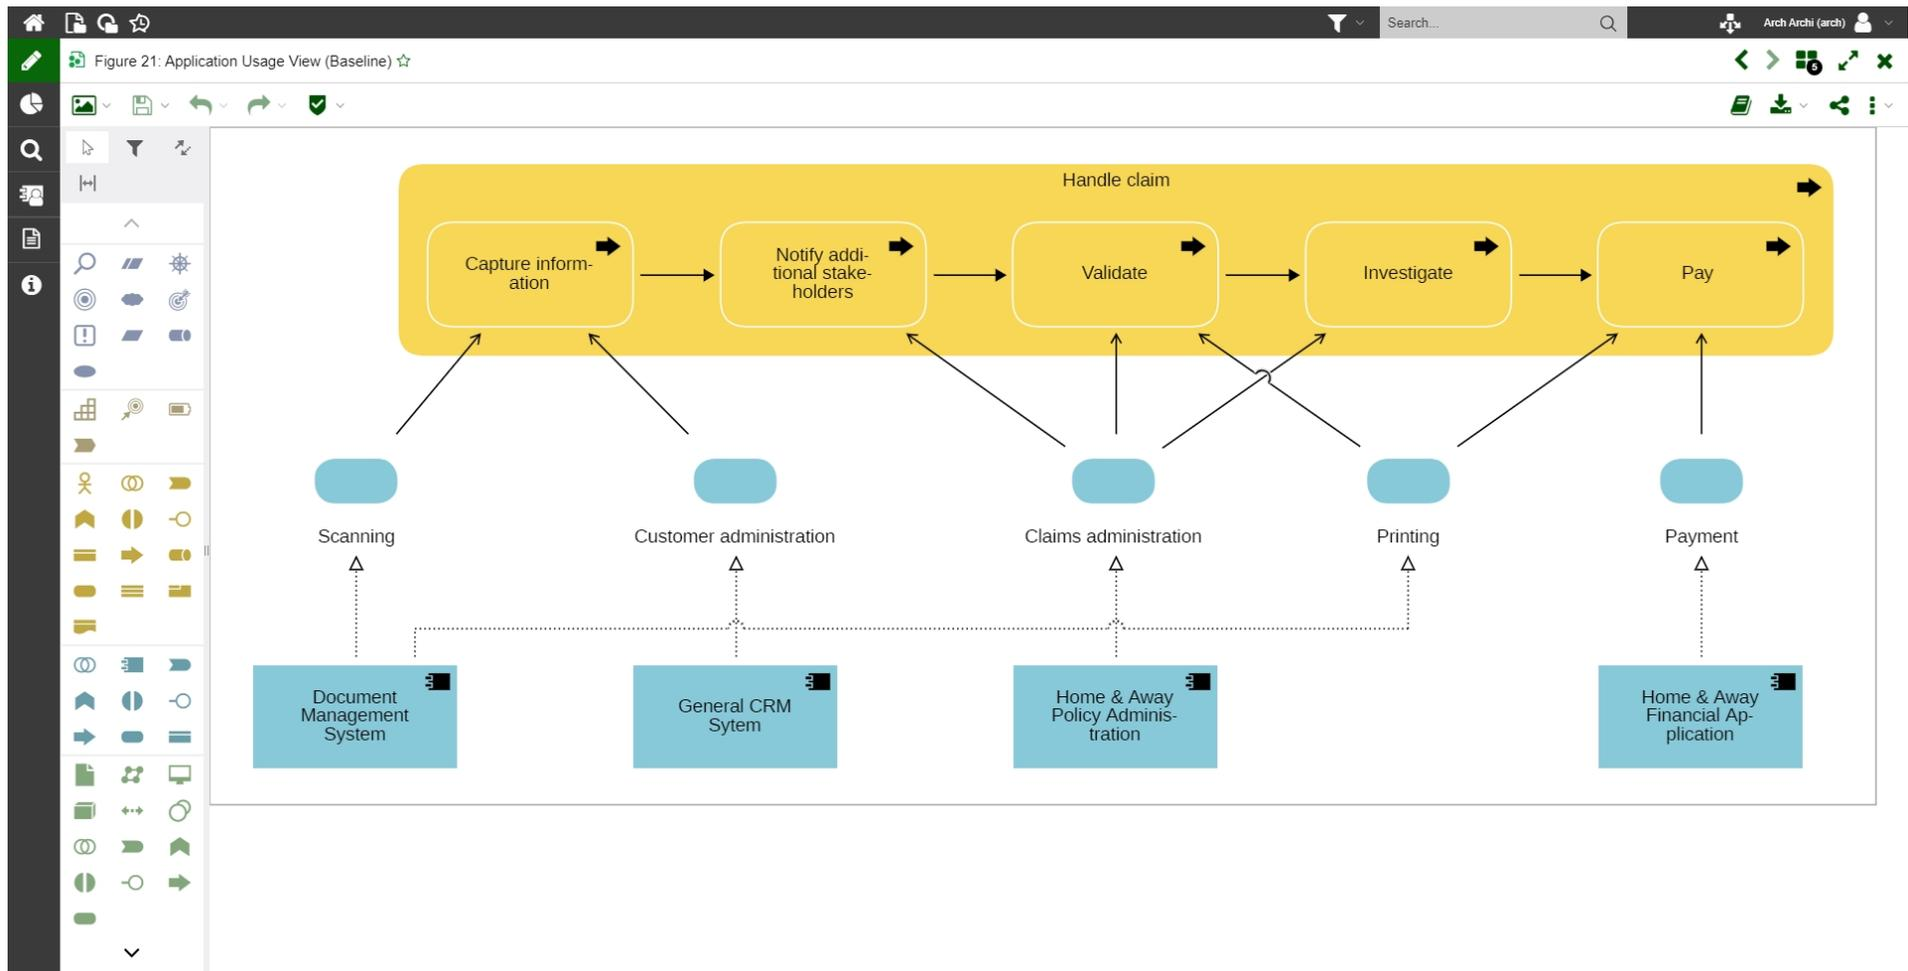 Search...
Arch Archi (arch)
Figure 21: Application Usage View (Baseline)
5
Handle claim
Capture inform-
ation
Notify addi-
tional stake-
holders
Validate
Investigate
Pay
Scanning
Customer administration
Claims administration
Printing
Payment
Document
Management
System
General CRM
Sytem
Home & Away
Policy Adminis-
tration
Home & Away
Financial Ap-
plication